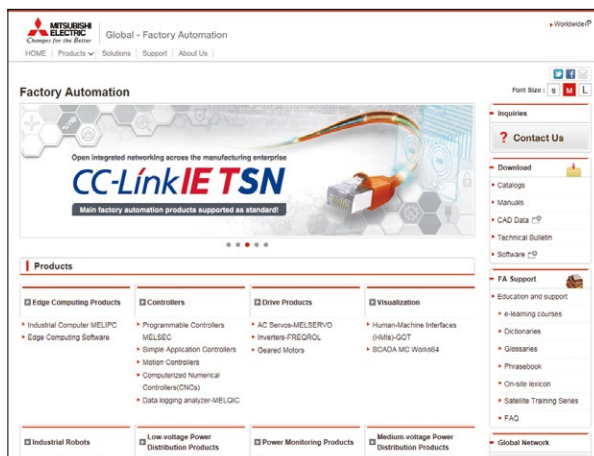 MITSUBISHI
ELECTRIC
Changes for the Better
Global - Factory Automation
Worldwide
HOME | Products | Solutions | Support | About Us |
Font Size : S M L
Factory Automation
Open integrated networking across the manufacturing enterprise
CC-Link IE TSN
Main factory automation products supported as standard!
Products
Edge Computing Products
Industrial Computer MELIPC
Edge Computing Software
Controllers
Programmable Controllers
MELSEC
Simple Application Controllers
Motion Controllers
Computerized Numerical
Controllers(CNCs)
Data logging analyzer-MELQIC
Drive Products
AC Servos-MELSERVO
Inverters-FREQROL
Geared Motors
Visualization
Human-Machine Interfaces
(HMIs)-GOT
SCADA MC Works64
Industrial Robots
Low-voltage Power
Distribution Products
Power Monitoring Products
Medium-voltage Power
Distribution Products
Inquiries
? Contact Us
Download
Catalogs
Manuals
CAD Data
Technical Bulletin
Software
FA Support
Education and support
e-learning courses
Dictionaries
Glossaries
Phrasebook
On-site lexicon
Satellite Training Series
FAQ
Global Network